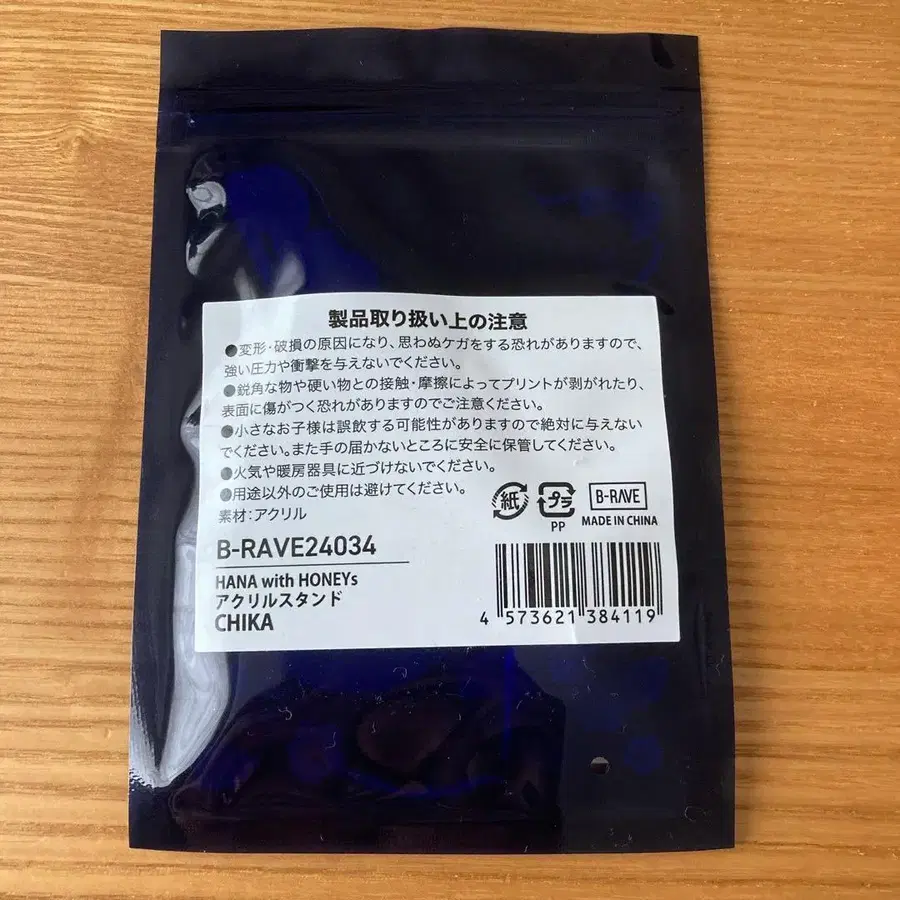 製品取り扱い上の注意
●変形・破損の原因になり、思わぬケガをする恐れがありますので、
強い圧力や衝撃を与えないでください。
●鋭角な物や硬い物との接触・摩擦によってプリントが剥がれたり、
表面に傷がつく恐れがありますのでご注意ください。
●小さなお子様は誤飲する可能性がありますので絶対に与えない
でください。また手の届かないところに安全に保管してください。
●火気や暖房器具に近づけないでください。
●用途以外のご使用は避けてください。
素材：アクリル
紙
プラ
PP
B-RAVE
MADE IN CHINA
B-RAVE24034
HANA with HONEYs
アクリルスタンド
CHIKA
4 573621 384119